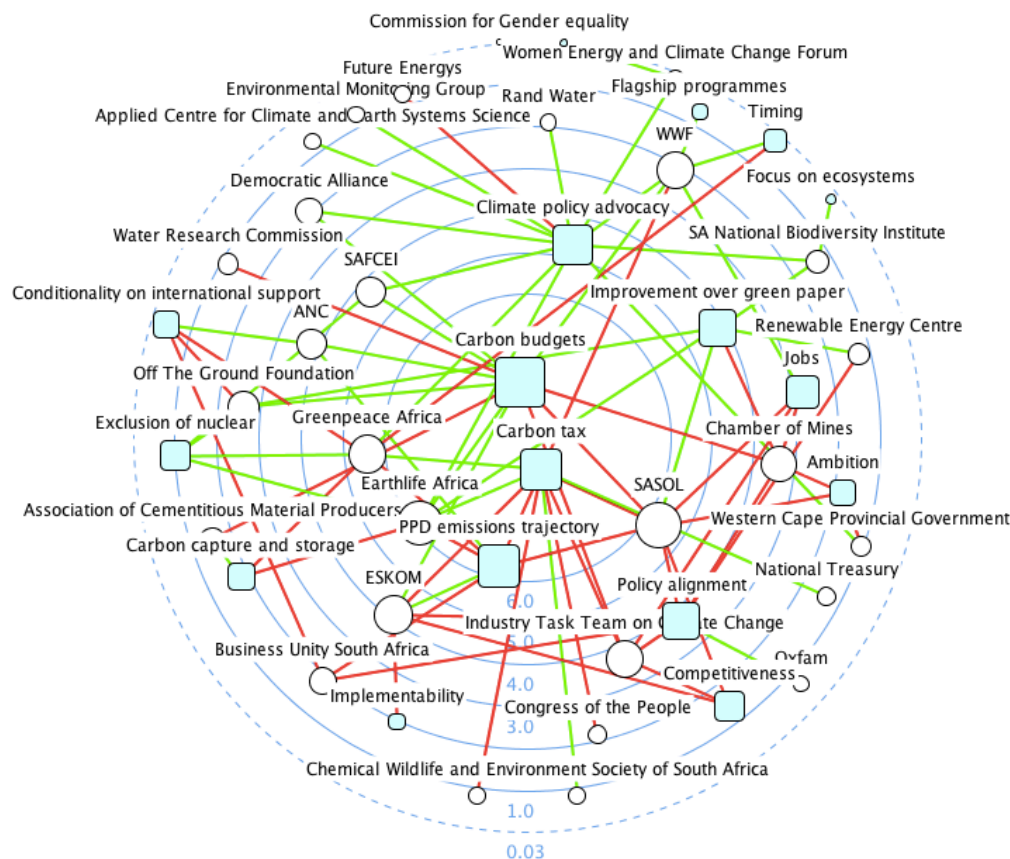 Commission for Gender equality
Women Energy and Climate Change Forum
Future Energys
Environmental Monitoring Group
Flagship programmes
Rand Water
Timing
Applied Centre for Climate and Earth Systems Science
WWF
Focus on ecosystems
Democratic Alliance
Climate policy advocacy
Water Research Commission
SA National Biodiversity Institute
SAFCEI
Conditionality on international support
Improvement over green paper
ANC
Renewable Energy Centre
Carbon budgets
Jobs
Off The Ground Foundation
Greenpeace Africa
Exclusion of nuclear
Chamber of Mines
Carbon tax
Ambition
Earthlife Africa
SASOL
Association of Cementitious Material Producers
Western Cape Provincial Government
PPD emissions trajectory
Carbon capture and storage
National Treasury
ESKOM
Policy alignment
6.0
Industry Task Team on Climate Change
5.0
Business Unity South Africa
Oxfam
Competitiveness
4.0
Implementability
Congress of the People
3.0
Chemical Wildlife and Environment Society of South Africa
1.0
0.03